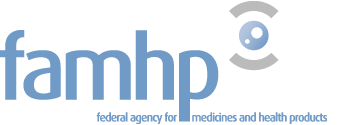 famhp
federal agency for medicines and health products